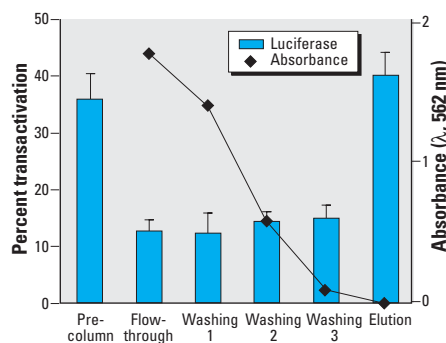 Percent transactivation
50
40
30
20
10
0
Luciferase
Absorbance
2
1
0
Absorbance (λ, 562 nm)
Pre-
column
Flow-
through
Washing
1
Washing
2
Washing
3
Elution